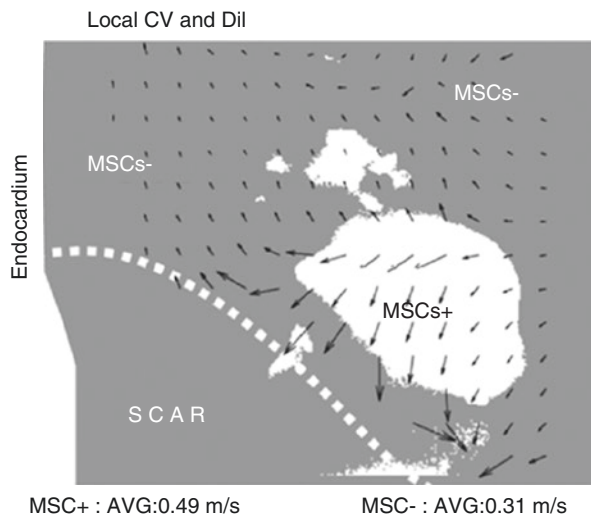 Local CV and Dil
MSCs-
MSCs-
Endocardium
MSCs+
S C A R
MSC+ : AVG:0.49 m/s
MSC- : AVG:0.31 m/s